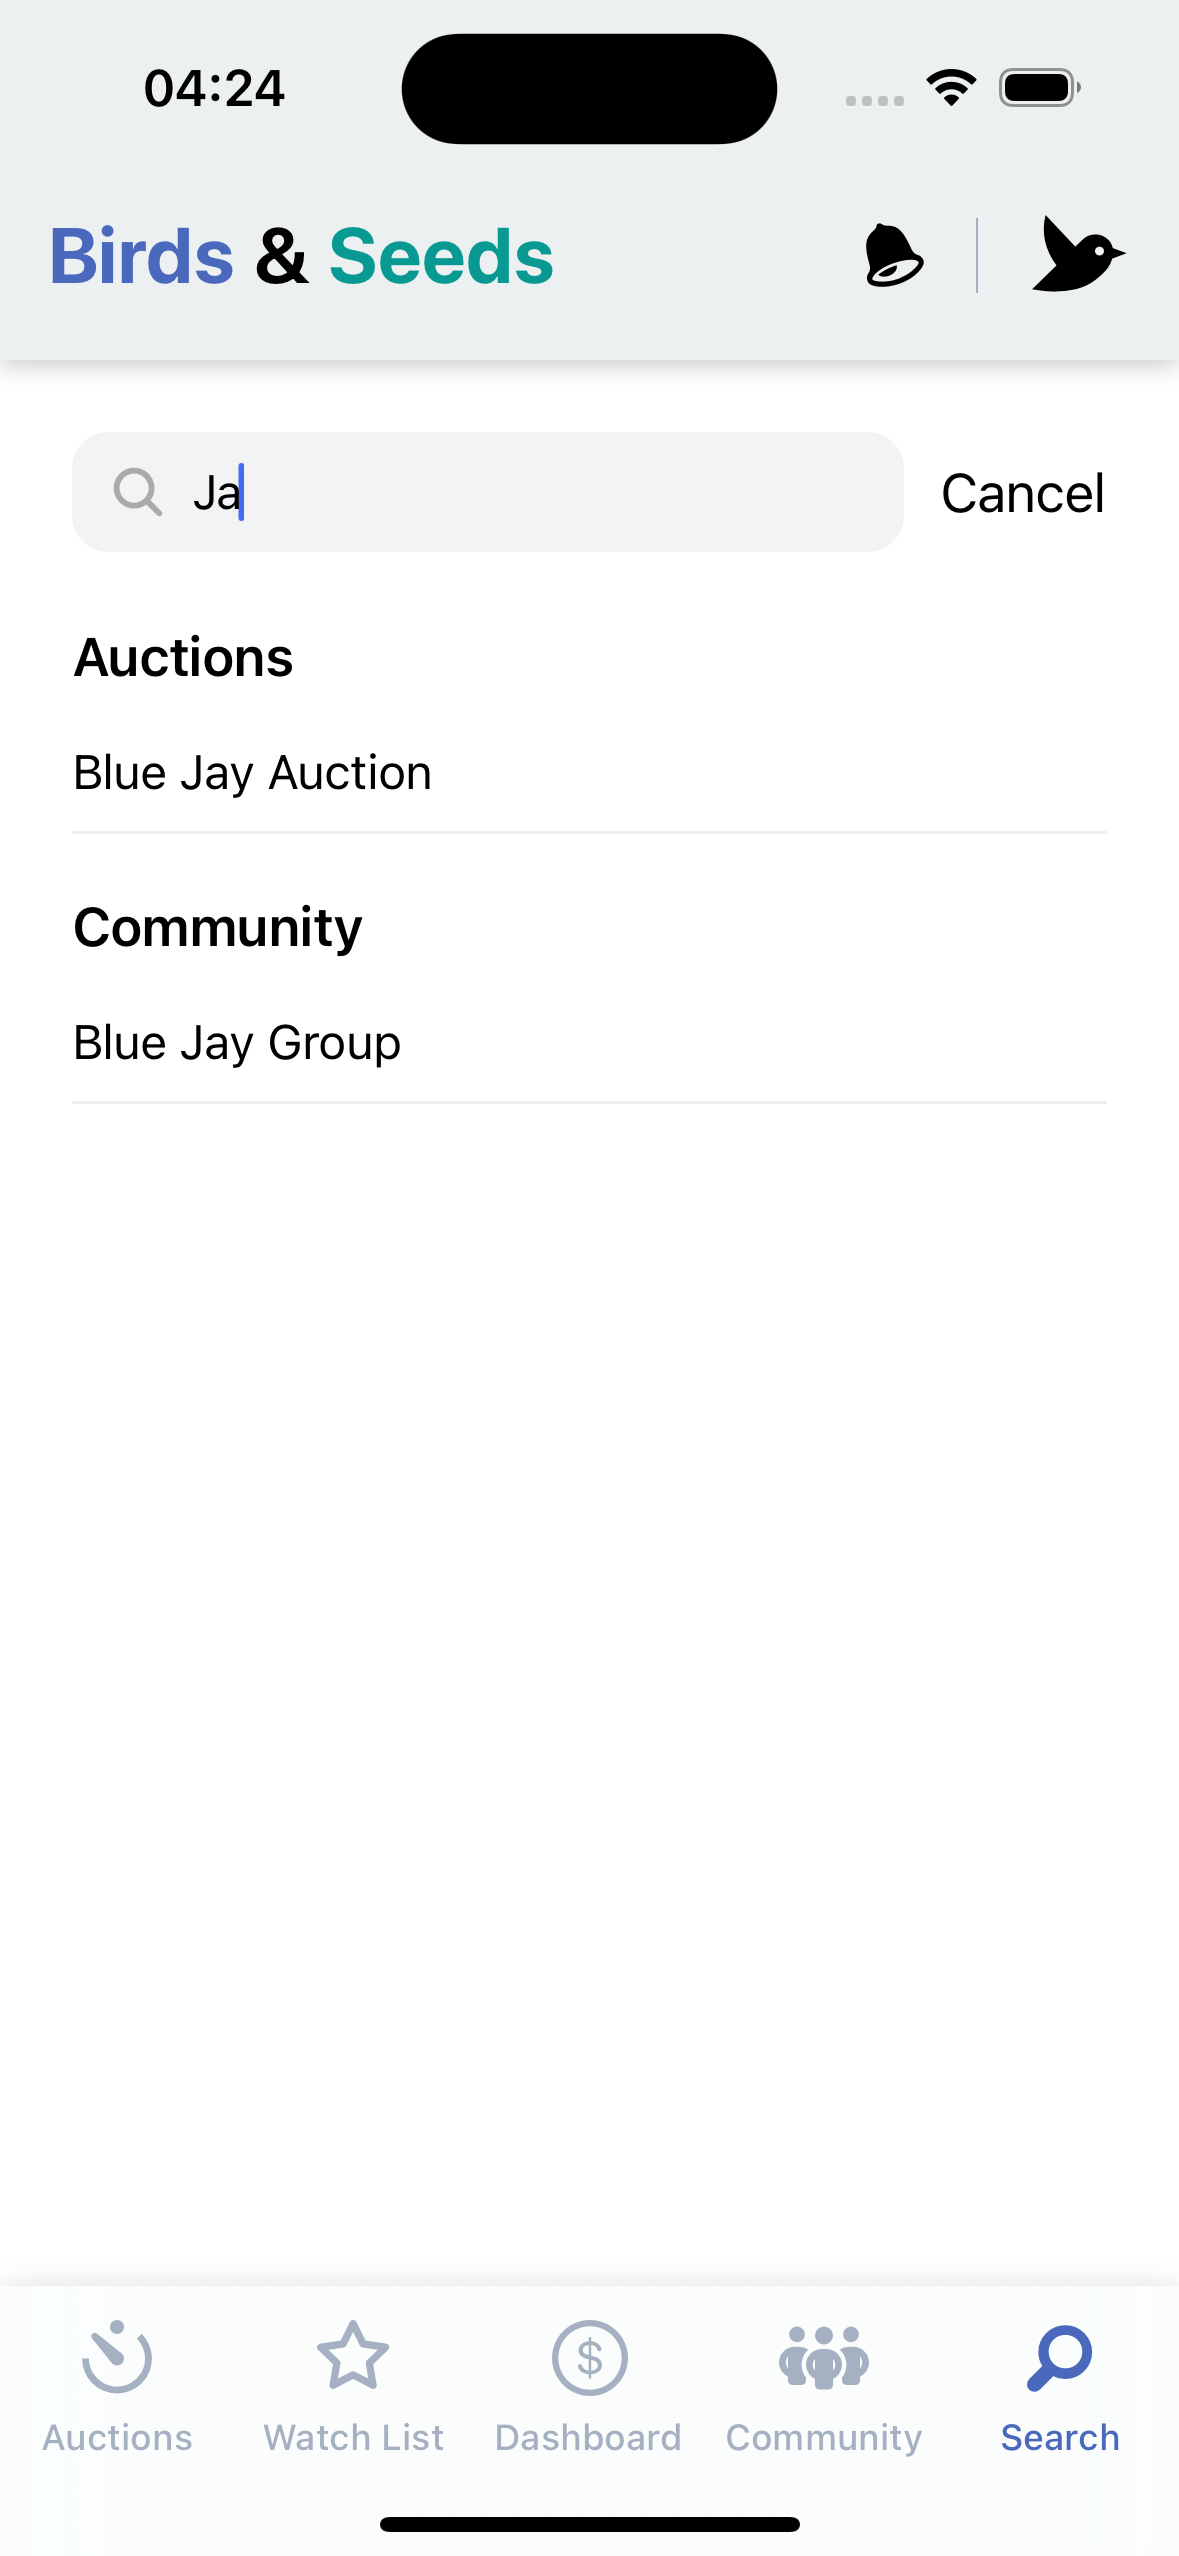 04:24
Birds & Seeds
Ja
Cancel
Auctions
Blue Jay Auction
Community
Blue Jay Group
Auctions
Watch List
$
Dashboard
Community
Search